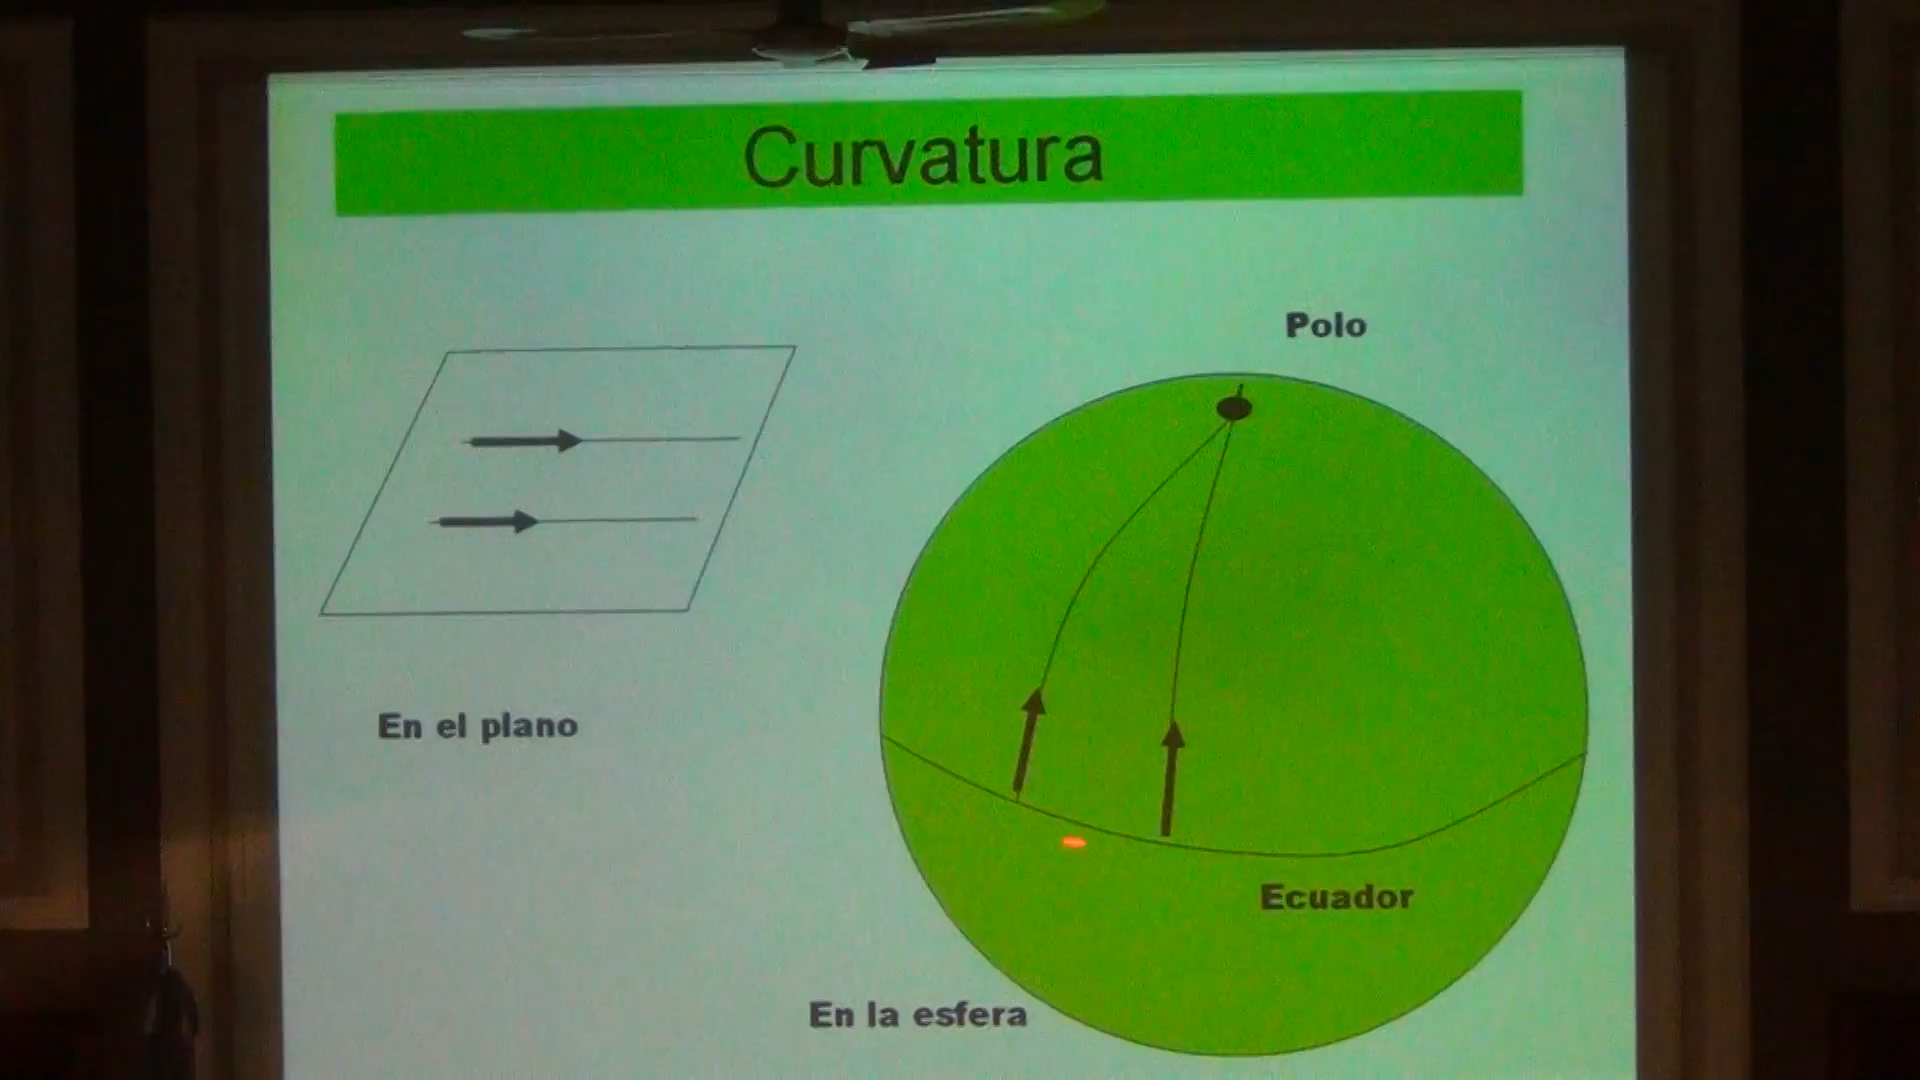 Curvatura
Polo
En el plano
Ecuador
En la esfera